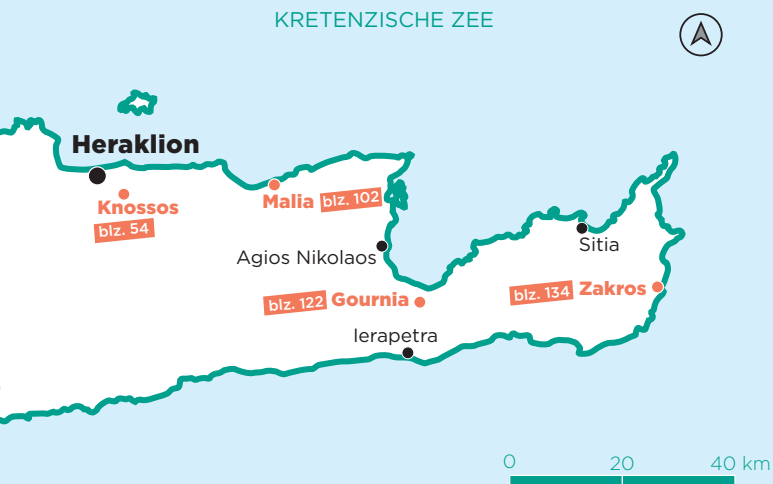 KRETENZISCHE ZEE
Heraklion
Knossos
blz. 54
Malia blz. 102
Agios Nikolaos
Sitia
blz. 122 Gournia
blz. 134 Zakros
Ierapetra
0 20 40 km